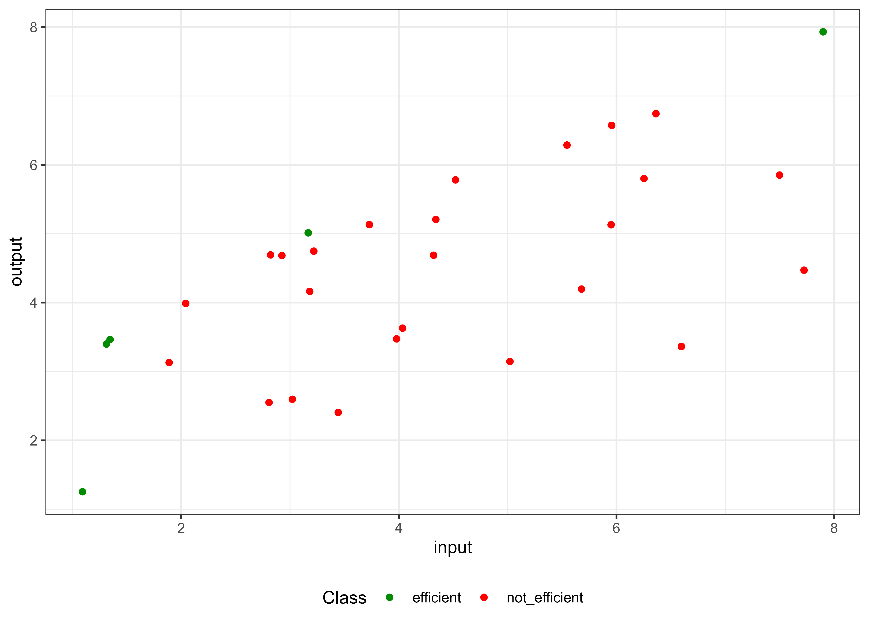 8
6
4
2
output
2 4 6 8
input
Class efficient not_efficient